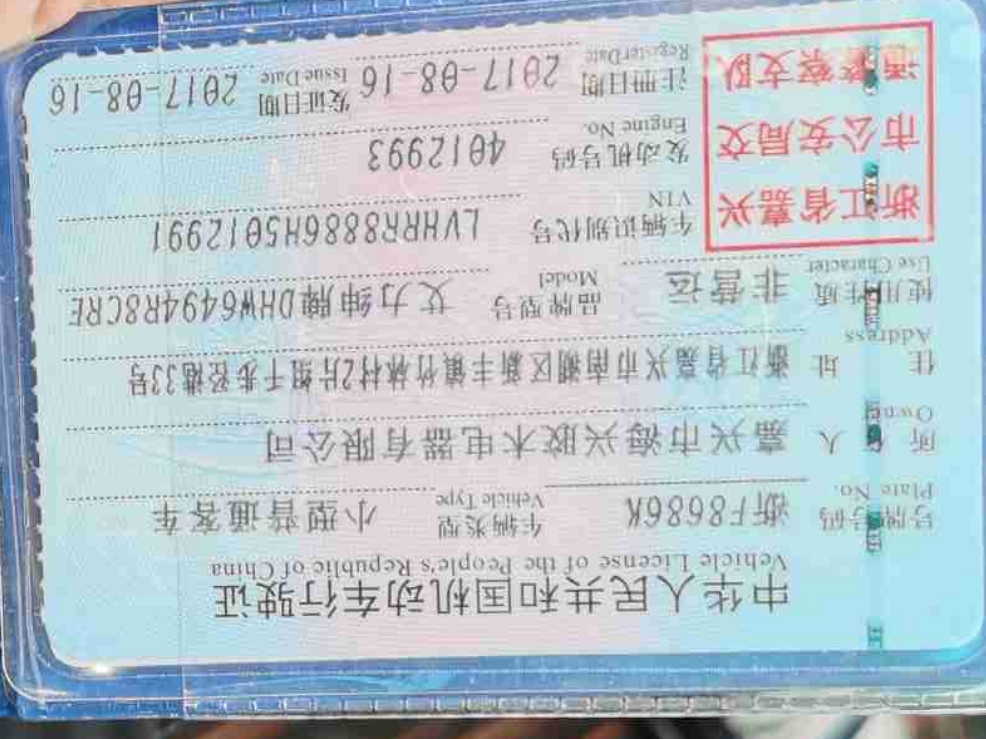 中华人民共和国机动车行驶证
Vehicle License of the People's Republic of China
号牌号码 浙F8686K 车辆类型 小型普通客车
Plate No. Vehicle Type
所有人 嘉兴市海兴胶木电器有限公司
Owner
住址 浙江省嘉兴市南湖区新丰镇竹林村2片组千步泾港33号
Address
使用性质 非营运 品牌型号 艾力绅牌DHW6494R8CRE
Use Character Model
浙江省嘉兴
市公安局交
通警察支队
车辆识别代号 LVHRR8886H5012991
VIN
发动机号码 4012993
Engine No.
注册日期 2017-08-16 发证日期 2017-08-16
Register Date Issue Date